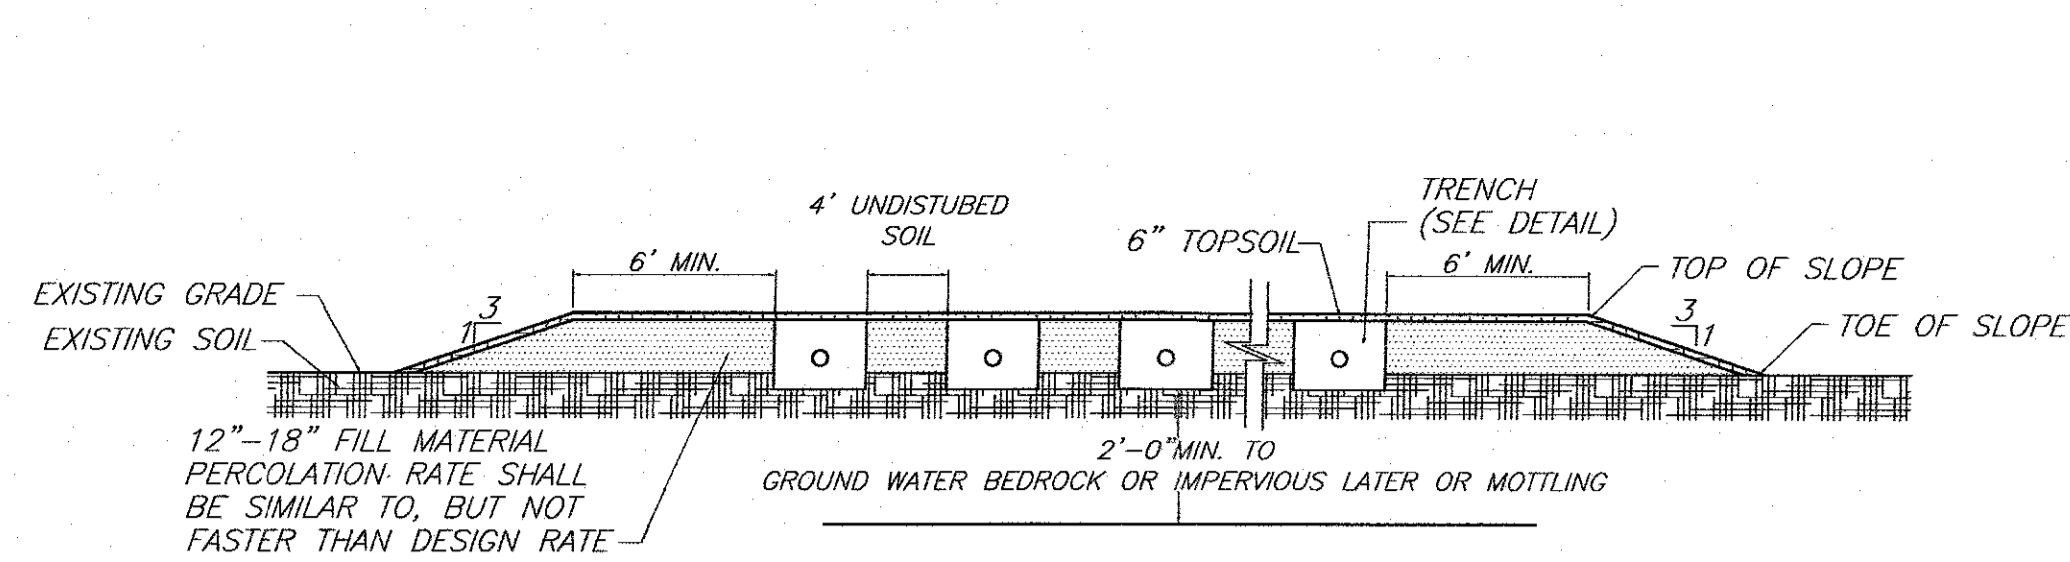 4' UNDISTUBED
SOIL
6" TOPSOIL
TRENCH
(SEE DETAIL)
6' MIN.
6' MIN.
TOP OF SLOPE
EXISTING GRADE
3
1
3
1
EXISTING SOIL
TOE OF SLOPE
12"-18" FILL MATERIAL
PERCOLATION RATE SHALL
BE SIMILAR TO, BUT NOT
FASTER THAN DESIGN RATE
2'-0" MIN. TO
GROUND WATER BEDROCK OR IMPERVIOUS LATER OR MOTTLING